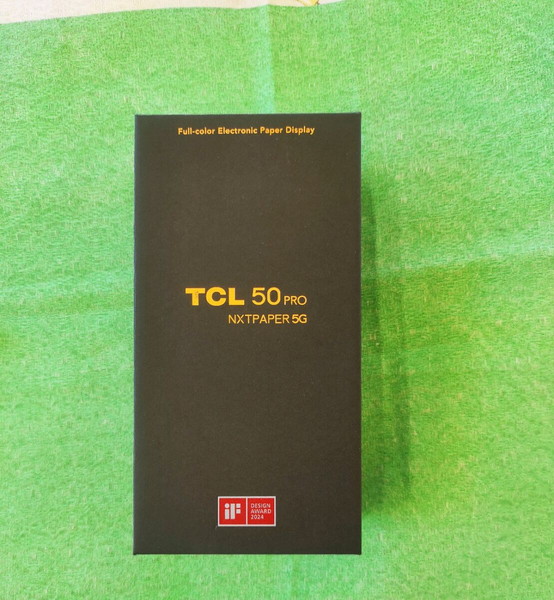 Full-color Electronic Paper Display
TCL 50 PRO
NXTPAPER 5G
iF
DESIGN
AWARD
2024